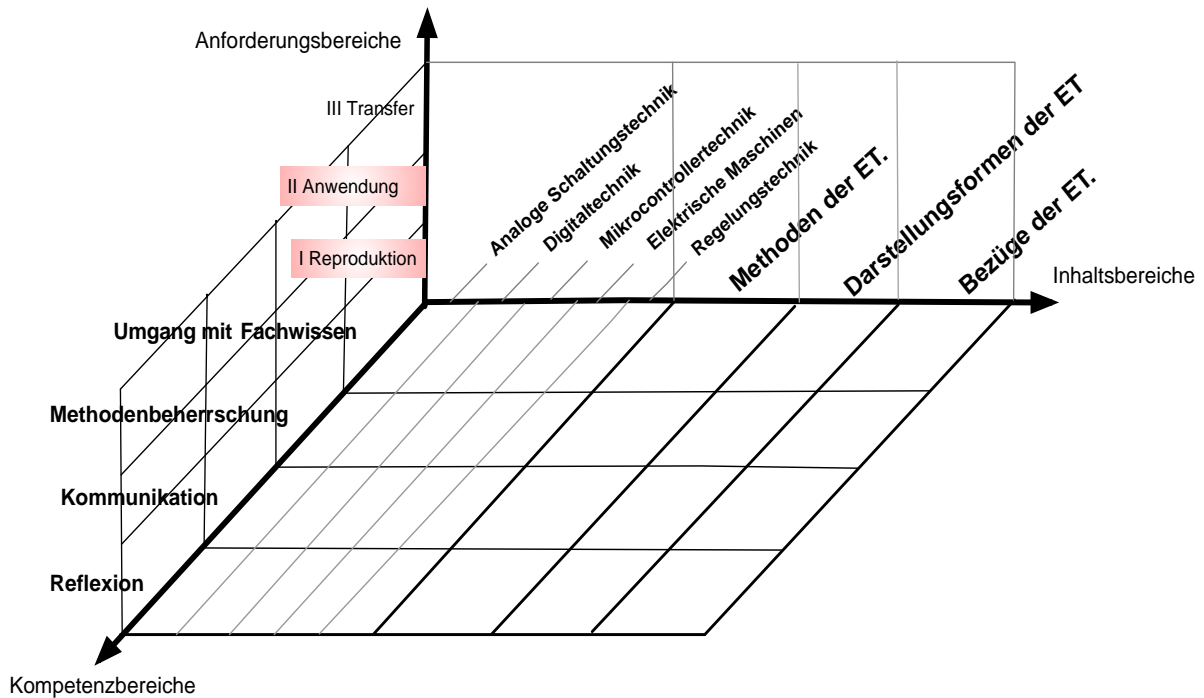 Anforderungsbereiche
III Transfer
II Anwendung
I Reproduktion
Analoge Schaltungstechnik
Digitaltechnik
Mikrocontrollertechnik
Elektrische Maschinen
Regelungstechnik
Methoden der ET.
Darstellungsformen der ET
Bezüge der ET.
Inhaltsbereiche
Umgang mit Fachwissen
Methodenbeherrschung
Kommunikation
Reflexion
Kompetenzbereiche